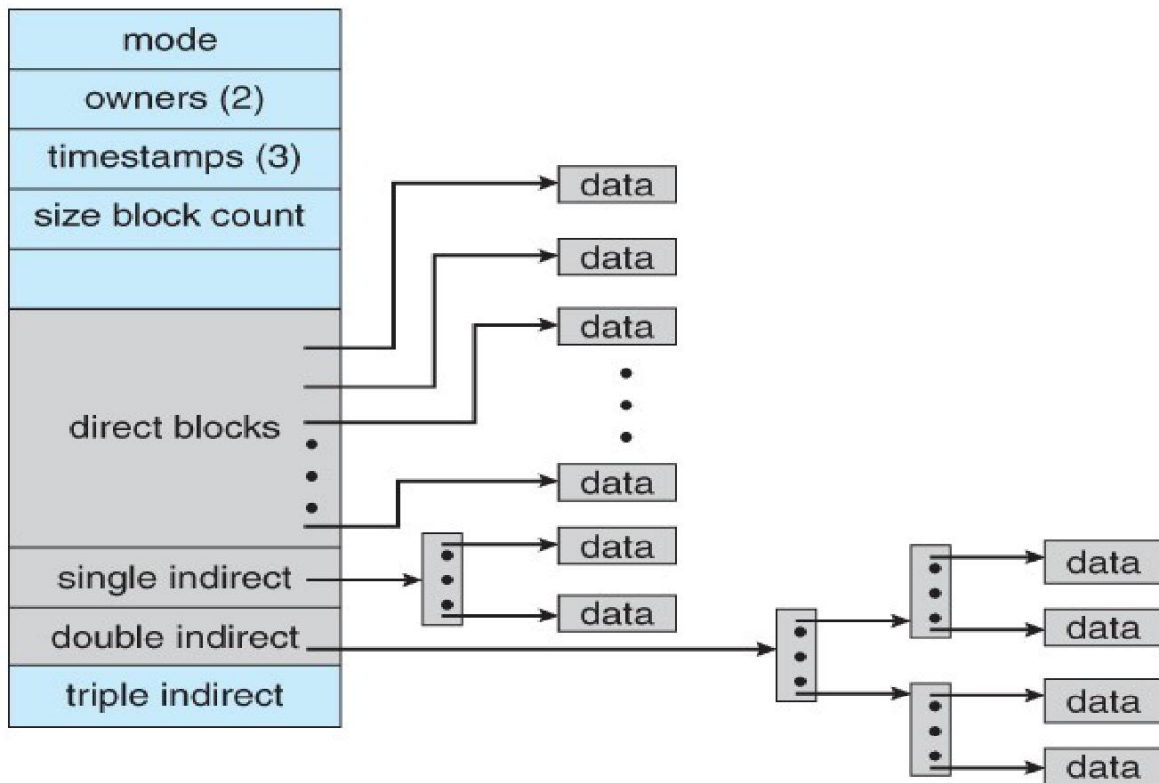 mode
owners (2)
timestamps (3)
size block count
direct blocks
single indirect
double indirect
triple indirect
data
data
data
data
data
data
data
data
data
data